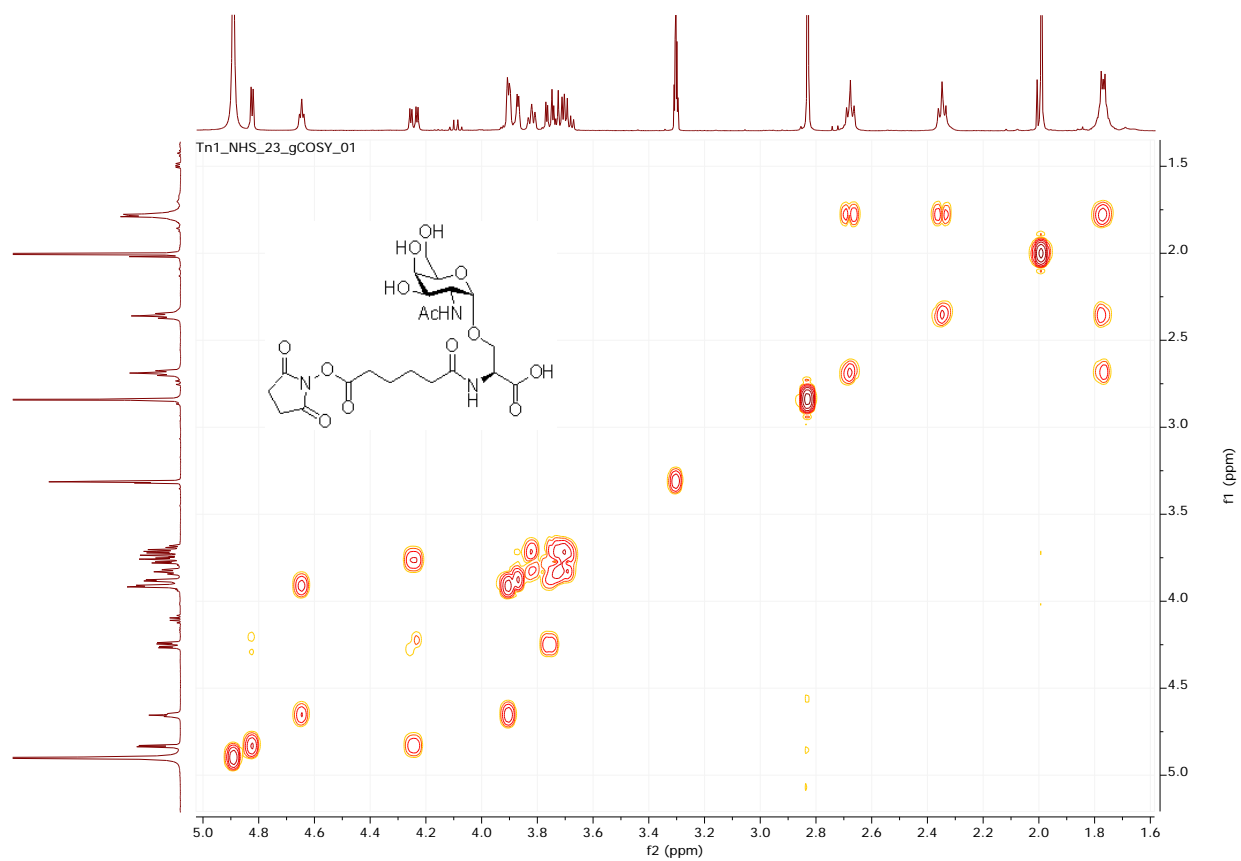 Tn1_NHS_23_gCOSY_01
OH
HO
O
HO
AcHN
O
O
O
OH
O
N
O
N
H
O
O
O
1.5
2.0
2.5
3.0
3.5
4.0
4.5
5.0
f1 (ppm)
5.0 4.8 4.6 4.4 4.2 4.0 3.8 3.6 3.4 3.2 3.0 2.8 2.6 2.4 2.2 2.0 1.8 1.6
f2 (ppm)